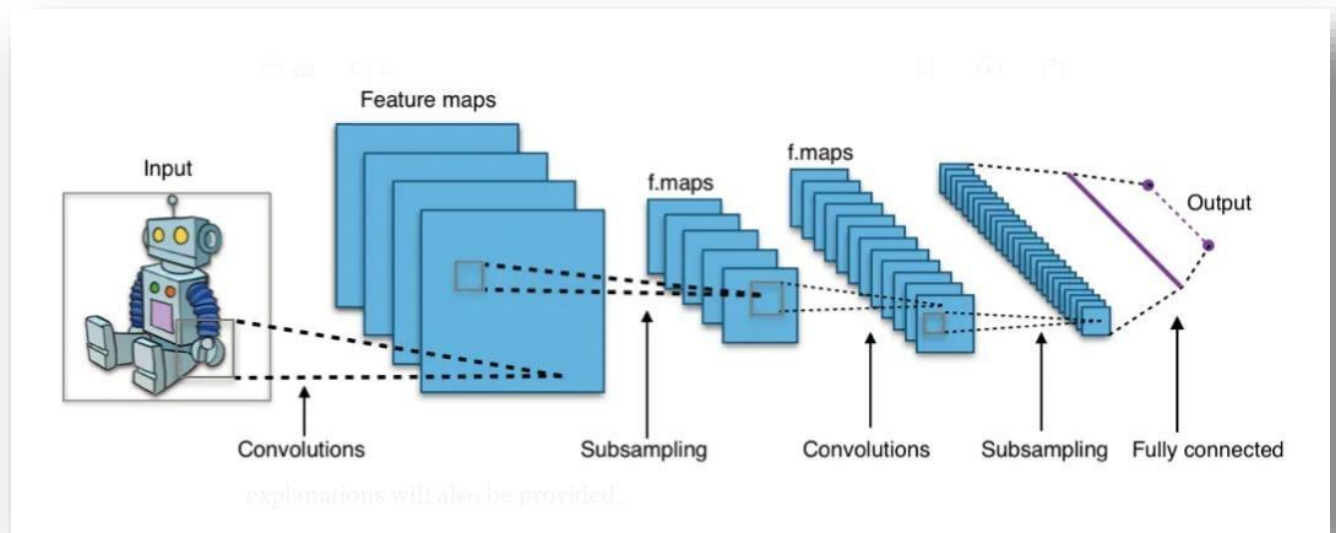 Feature maps
Input
f.maps
f.maps
Output
Convolutions
Subsampling
Convolutions
Subsampling
Fully connected
explanations will also be provided,